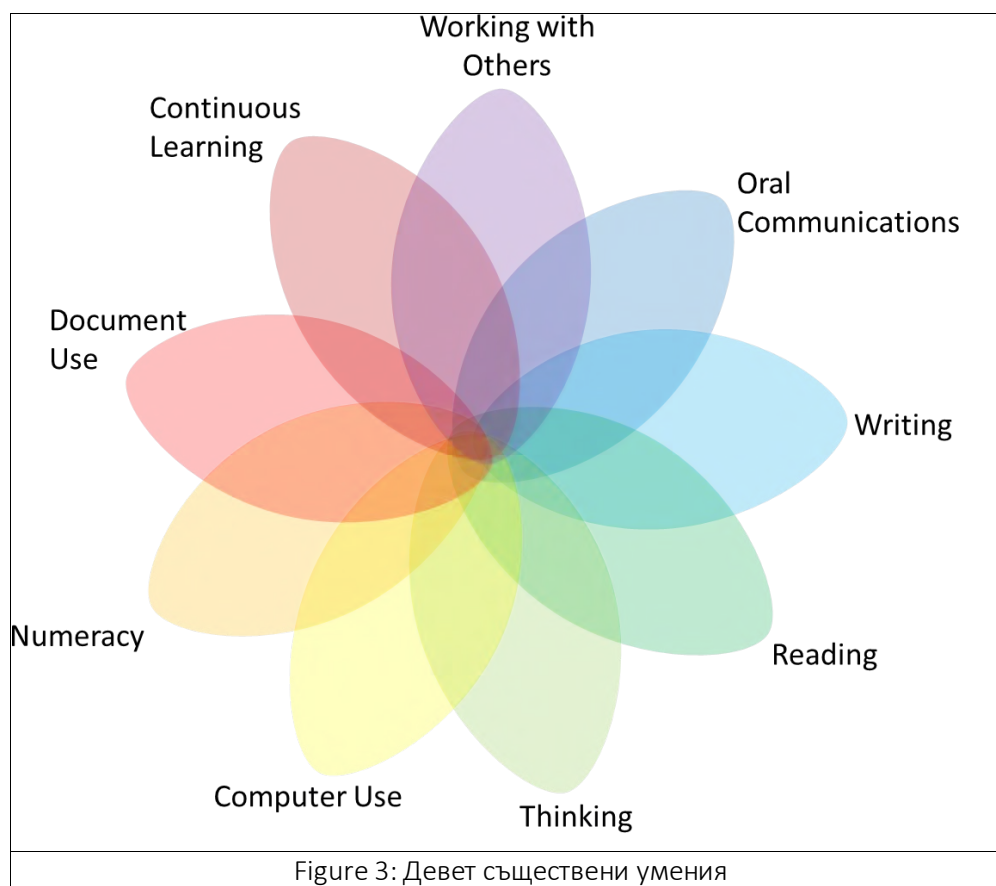 Working with
Others
Continuous
Learning
Oral
Communications
Document
Use
Writing
Numeracy
Reading
Computer Use
Thinking
Figure 3: Девет съществени умения